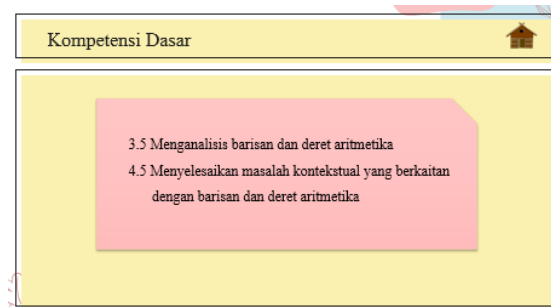 Kompetensi Dasar
3.5 Menganalisis barisan dan deret aritmetika
4.5 Menyelesaikan masalah kontekstual yang berkaitan
dengan barisan dan deret aritmetika